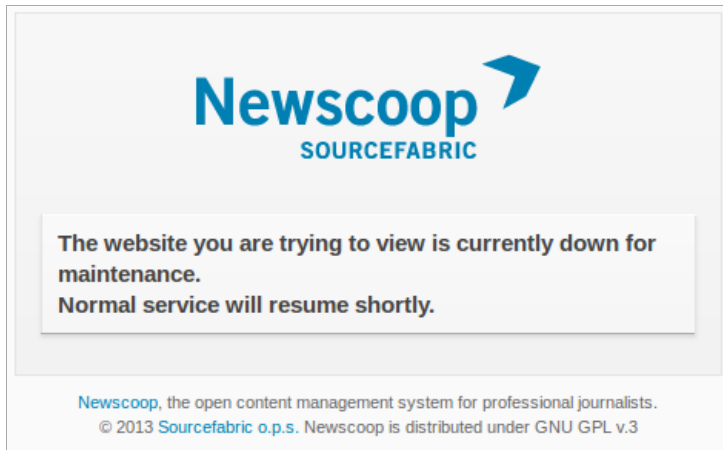 Newscoop
SOURCEFABRIC
The website you are trying to view is currently down for
maintenance.
Normal service will resume shortly.
Newscoop, the open content management system for professional journalists.
© 2013 Sourcefabric o.p.s. Newscoop is distributed under GNU GPL v.3